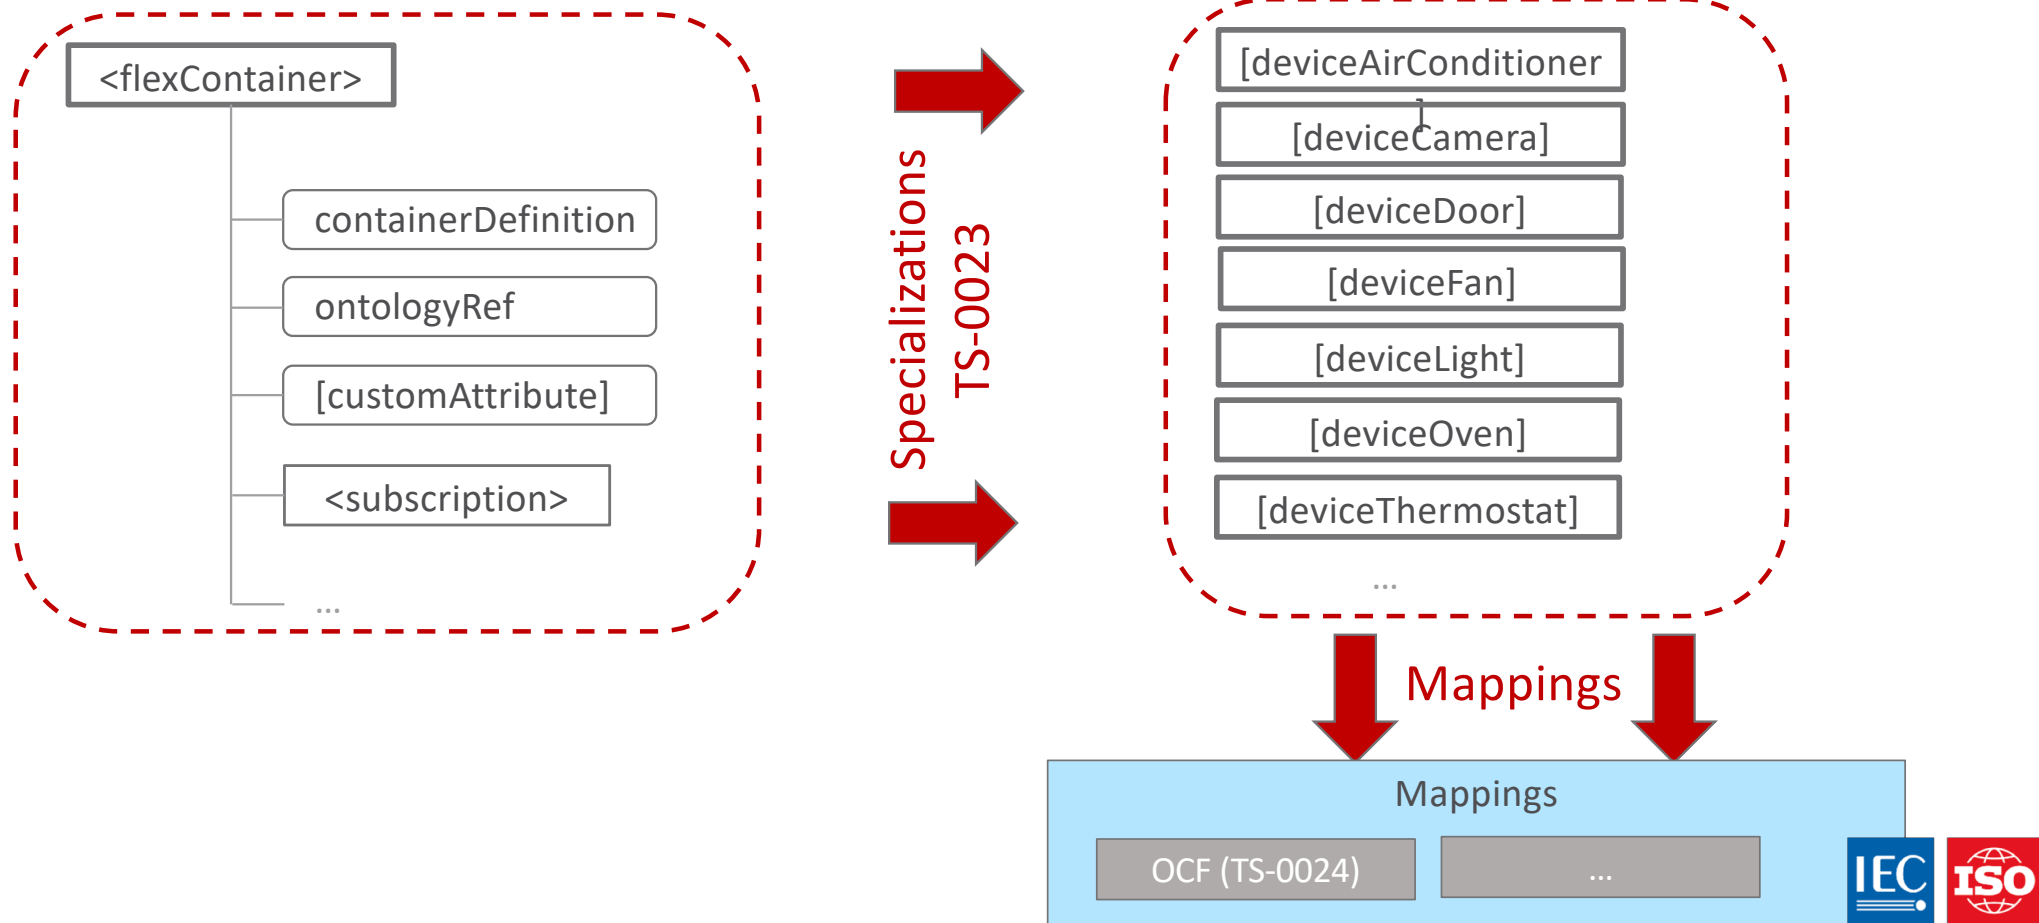 <flexContainer>
containerDefinition
ontologyRef
[customAttribute]
<subscription>
...
Specializations
TS-0023
[deviceAirConditioner
]
[deviceCamera]
[deviceDoor]
[deviceFan]
[deviceLight]
[deviceOven]
[deviceThermostat]
...
Mappings
Mappings
OCF (TS-0024)
...
IEC
ISO